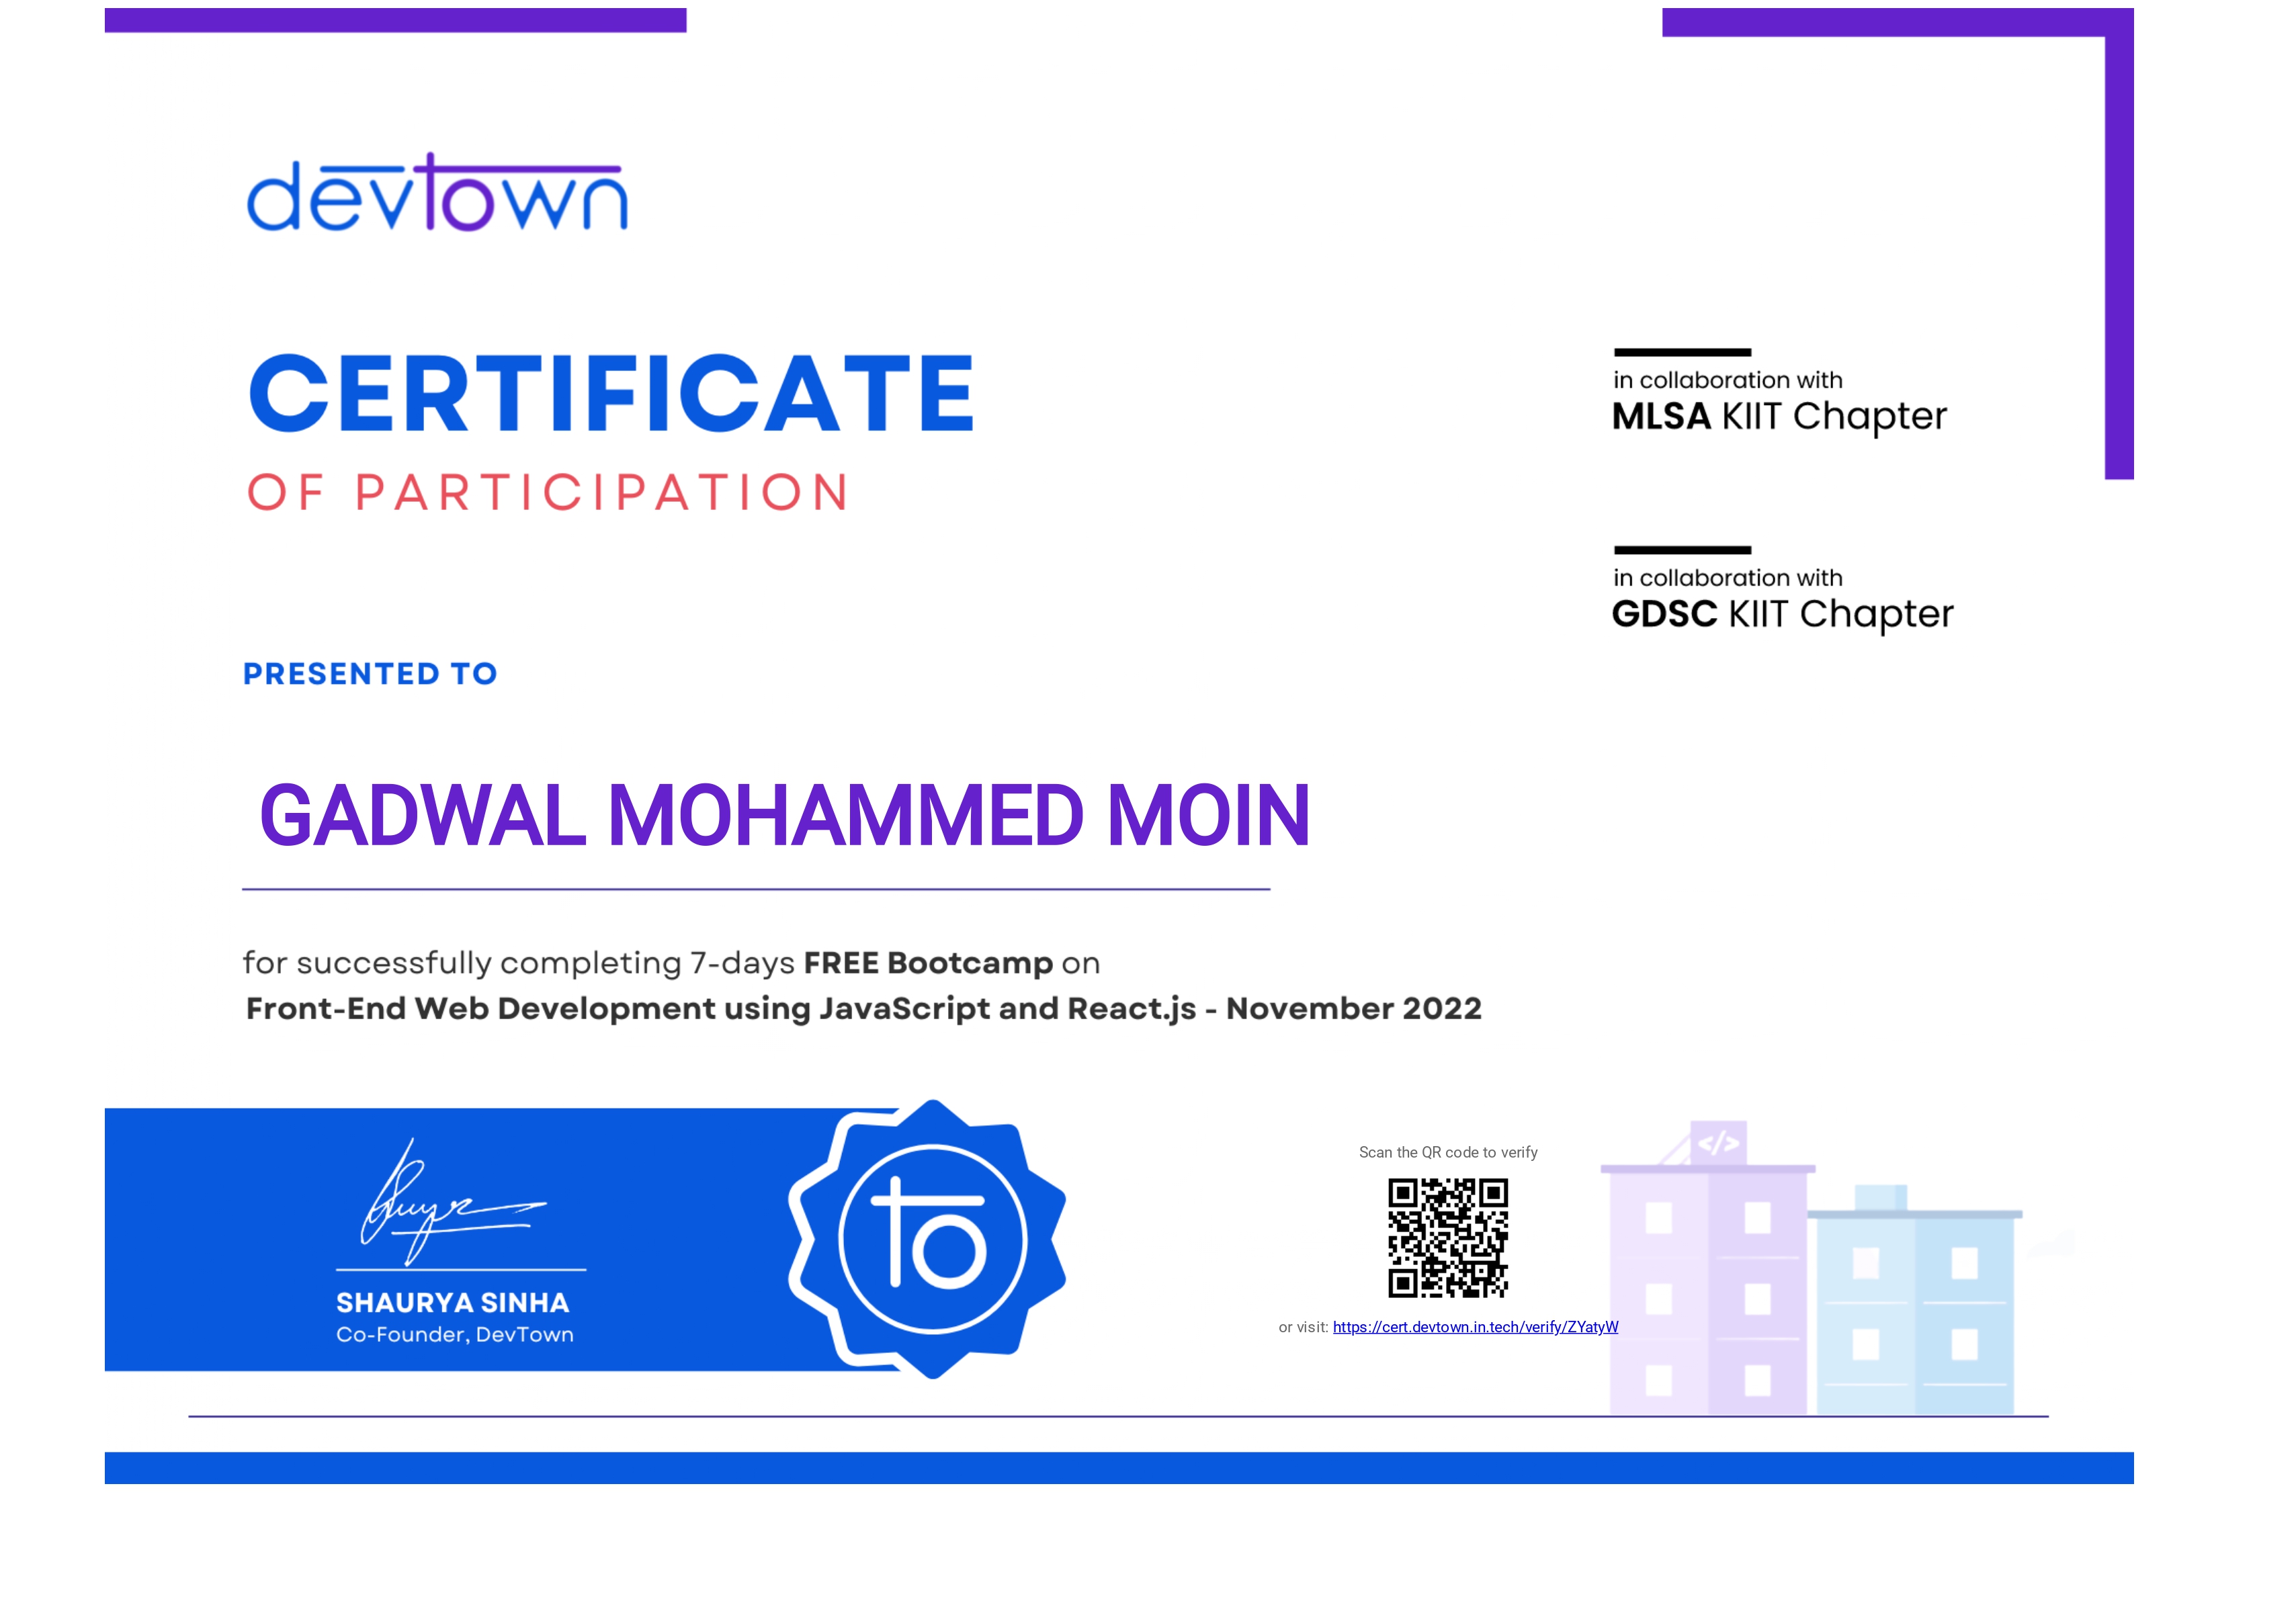 devtown
CERTIFICATE
OF PARTICIPATION
in collaboration with
MLSA KIIT Chapter
in collaboration with
GDSC KIIT Chapter
PRESENTED TO
GADWAL MOHAMMED MOIN
for successfully completing 7-days FREE Bootcamp on
Front-End Web Development using JavaScript and React.js - November 2022
SHAURYA SINHA
Co-Founder, DevTown
to
Scan the QR code to verify
or visit: https://cert.devtown.in.tech/verify/ZYatyW
</>